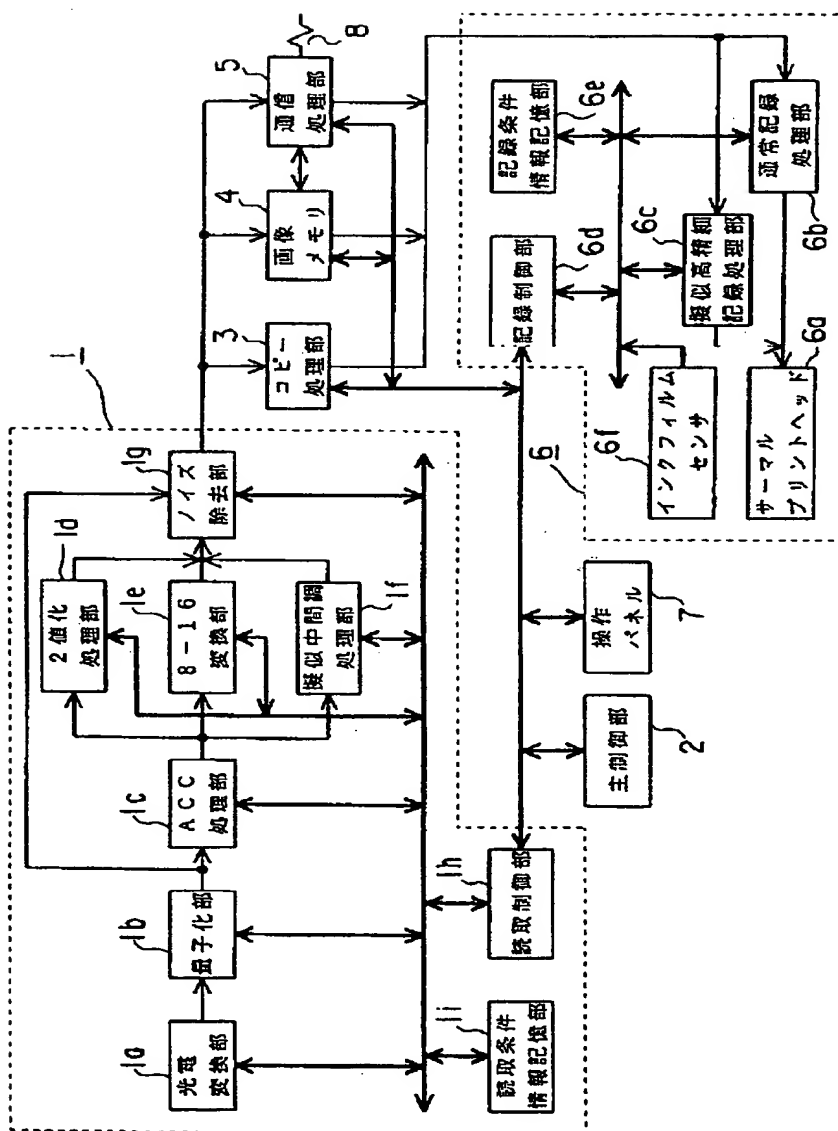 1
1a
光電
変換部
1b
量子化部
1c
ACC
処理部
1d
2値化
処理部
1e
8-16
変換部
1f
擬似中間調
処理部
1g
ノイズ
除去部
1h
読取制御部
1i
読取条件
情報記憶部
2
主制御部
7
操作
パネル
3
コピー
処理部
4
画像
メモリ
5
通信
処理部
8
6
6a
サーマル
プリントヘッド
6b
通常記録
処理部
6c
擬似高精細
記録処理部
6d
記録制御部
6e
記録条件
情報記憶部
6f
インクフィルム
センサ